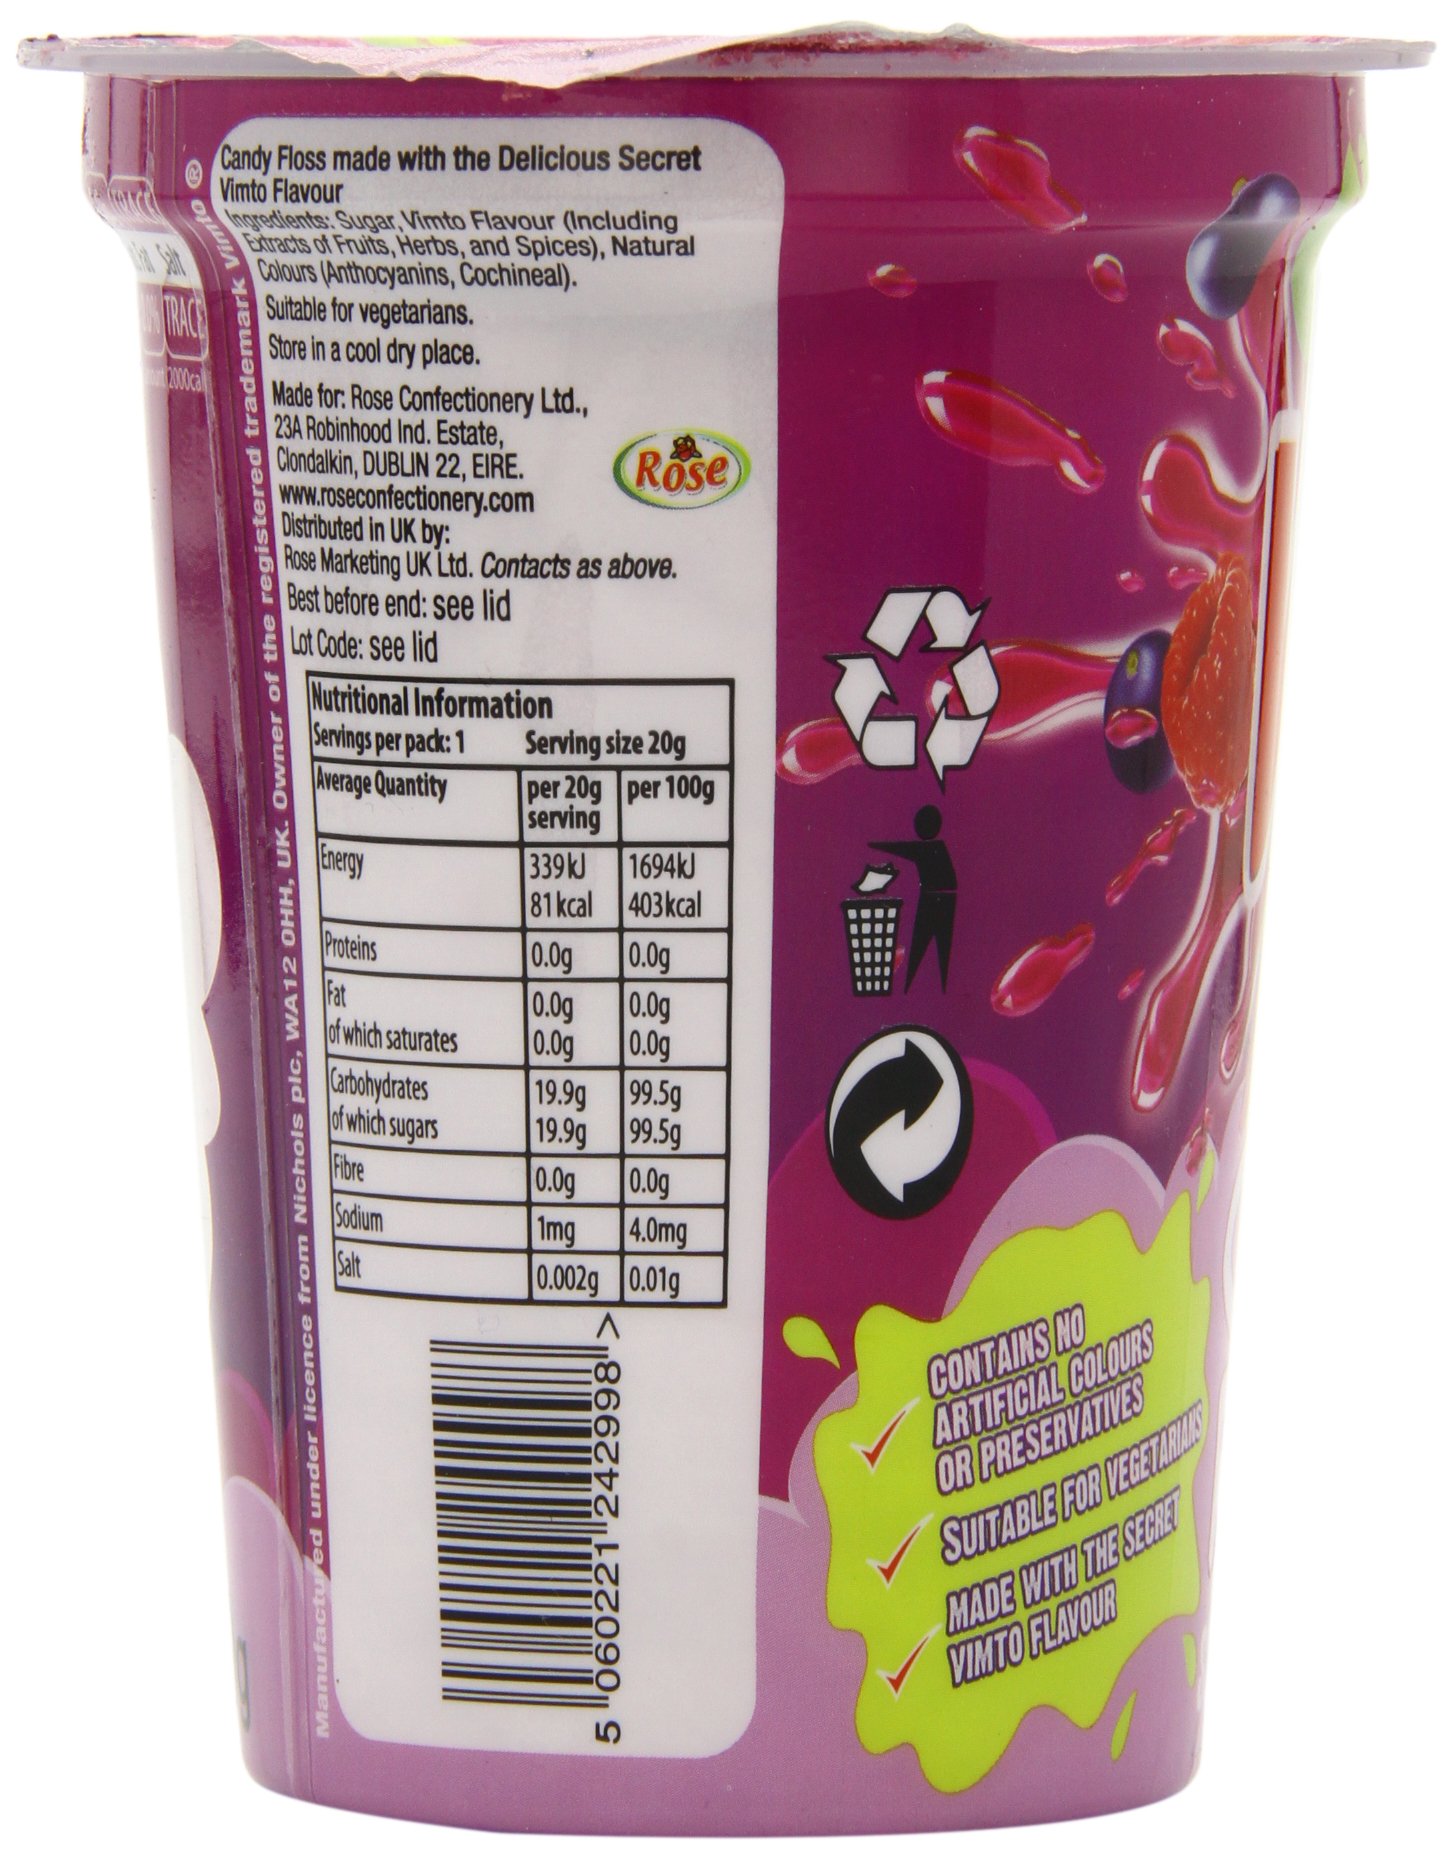 Candy Floss made with the Delicious Secret
Vimto Flavour
Ingredients: Sugar, Vimto Flavour (Including
Extracts of Fruits, Herbs, and Spices), Natural
Colours (Anthocyanins, Cochineal).
Suitable for vegetarians.
Store in a cool dry place.
Made for: Rose Confectionery Ltd.,
23A Robinhood Ind. Estate,
Clondalkin, DUBLIN 22, EIRE.
www.roseconfectionery.com
Distributed in UK by:
Rose Marketing UK Ltd. Contacts as above.
Best before end: see lid
Lot Code: see lid
Rose
Nutritional Information
Servings per pack: 1 Serving size 20g
Average Quantity per 20g serving per 100g
Energy 339kJ 1694kJ
81kcal 403kcal
Proteins 0.0g 0.0g
Fat 0.0g 0.0g
of which saturates 0.0g 0.0g
Carbohydrates 19.9g 99.5g
of which sugars 19.9g 99.5g
Fibre 0.0g 0.0g
Sodium 1mg 4.0mg
Salt 0.002g 0.01g
5 060221 242998 >
Manufactured under licence from Nichols plc, WA12 0HH, UK. Owner of the registered trademark Vimto ®
Salt
TRACE
2000cal
CONTAINS NO
ARTIFICIAL COLOURS
OR PRESERVATIVES
SUITABLE FOR VEGETARIANS
MADE WITH THE SECRET
VIMTO FLAVOUR